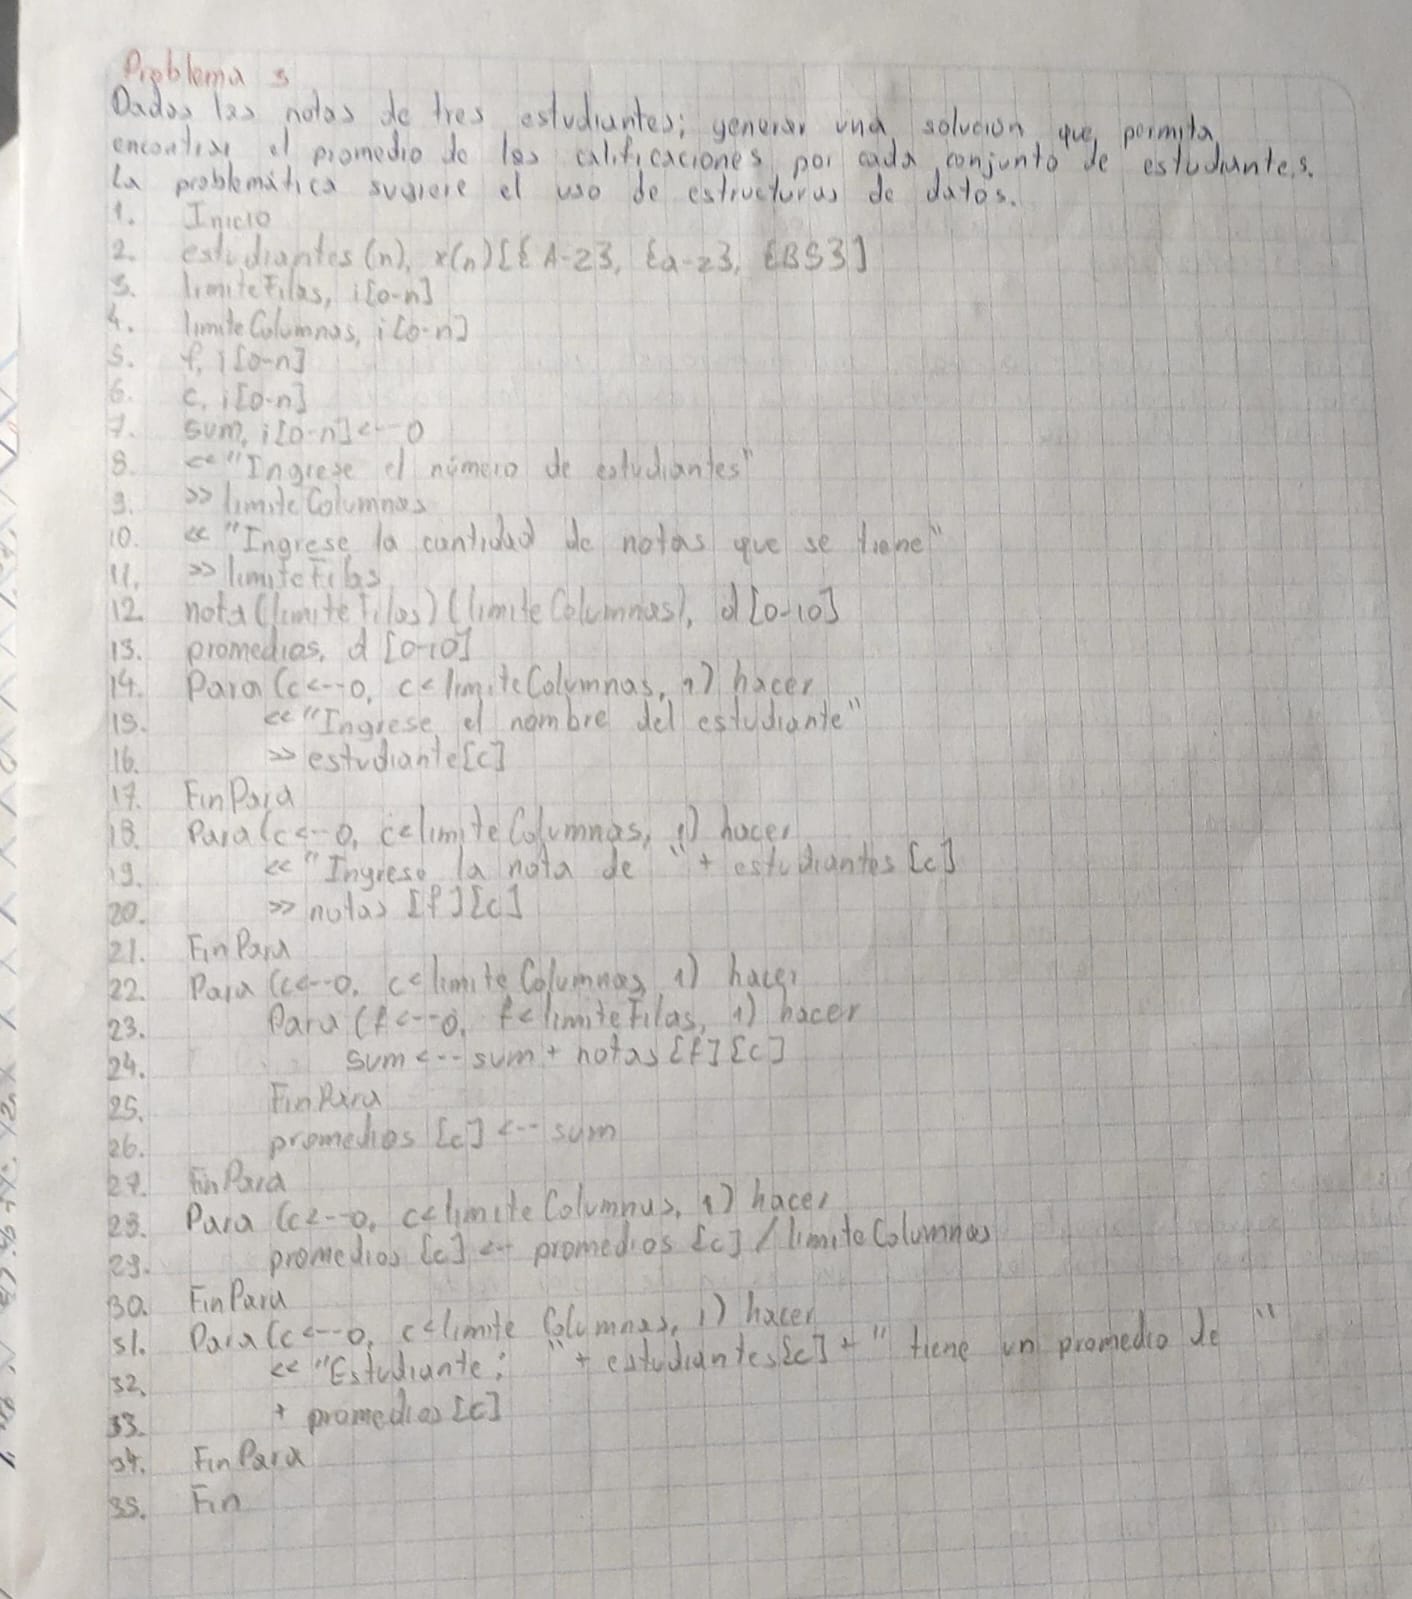 Problema 3
Dadas las notas de tres estudiantes; generar una solución que permita
encontrar el promedio de las calificaciones por cada conjunto de estudiantes.
La problemática sugiere el uso de estructuras de datos.
1. Inicio
2. estudiantes (n), x(n)[{A-Z}, {a-z}, {BS}]
3. limiteFilas, i[0-n]
4. limiteColumnas, i[0-n]
5. f, i[0-n]
6. c, i[0-n]
7. sum, i[0-n] <-- 0
8. << "Ingrese el número de estudiantes"
9. >> limiteColumnas
10. << "Ingrese la cantidad de notas que se tiene"
11. >> limiteFilas
12. nota(limiteFilas)(limiteColumnas), d[0-10]
13. promedios, d[0-10]
14. Para (c<--0, c<limiteColumnas, 1) hacer
15. << "Ingrese el nombre del estudiante"
16. >> estudiante[c]
17. FinPara
18. Para (c<--0, c<limiteColumnas, 1) hacer
19. << "Ingrese la nota de " + estudiantes[c]
20. >> notas[f][c]
21. FinPara
22. Para (c<--0, c<limiteColumnas, 1) hacer
23. Para (f<--0, f<limiteFilas, 1) hacer
24. sum <-- sum + notas[f][c]
25. FinPara
26. promedios[c] <-- sum
27. FinPara
28. Para (c<--0, c<limiteColumnas, 1) hacer
29. promedios[c] <-- promedios[c] / limiteColumnas
30. FinPara
31. Para (c<--0, c<limite Columnas, 1) hacer
32. << "Estudiante: " + estudiantes[c] + " tiene un promedio de "
33. + promedios[c]
34. FinPara
35. Fin